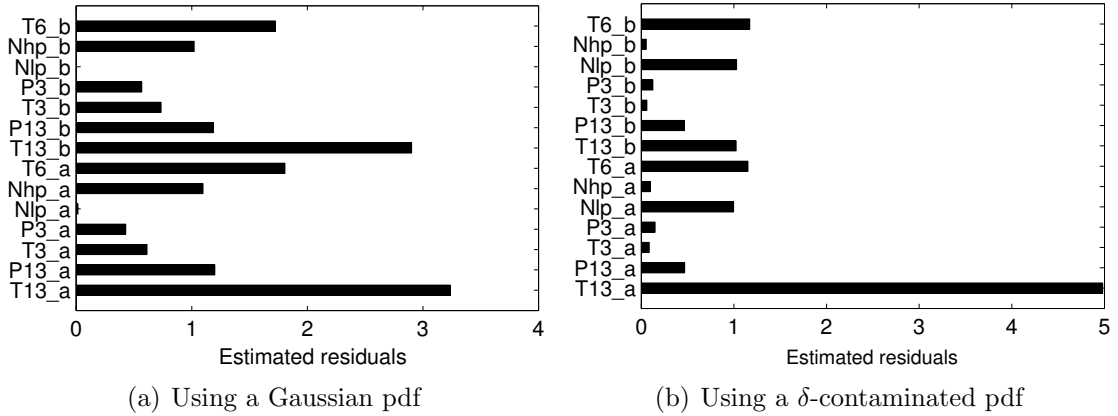 T6_b
Nhp_b
Nlp_b
P3_b
T3_b
P13_b
T13_b
T6_a
Nhp_a
Nlp_a
P3_a
T3_a
P13_a
T13_a
0 1 2 3 4
Estimated residuals
(a) Using a Gaussian pdf
T6_b
Nhp_b
Nlp_b
P3_b
T3_b
P13_b
T13_b
T6_a
Nhp_a
Nlp_a
P3_a
T3_a
P13_a
T13_a
0 1 2 3 4 5
Estimated residuals
(b) Using a δ-contaminated pdf